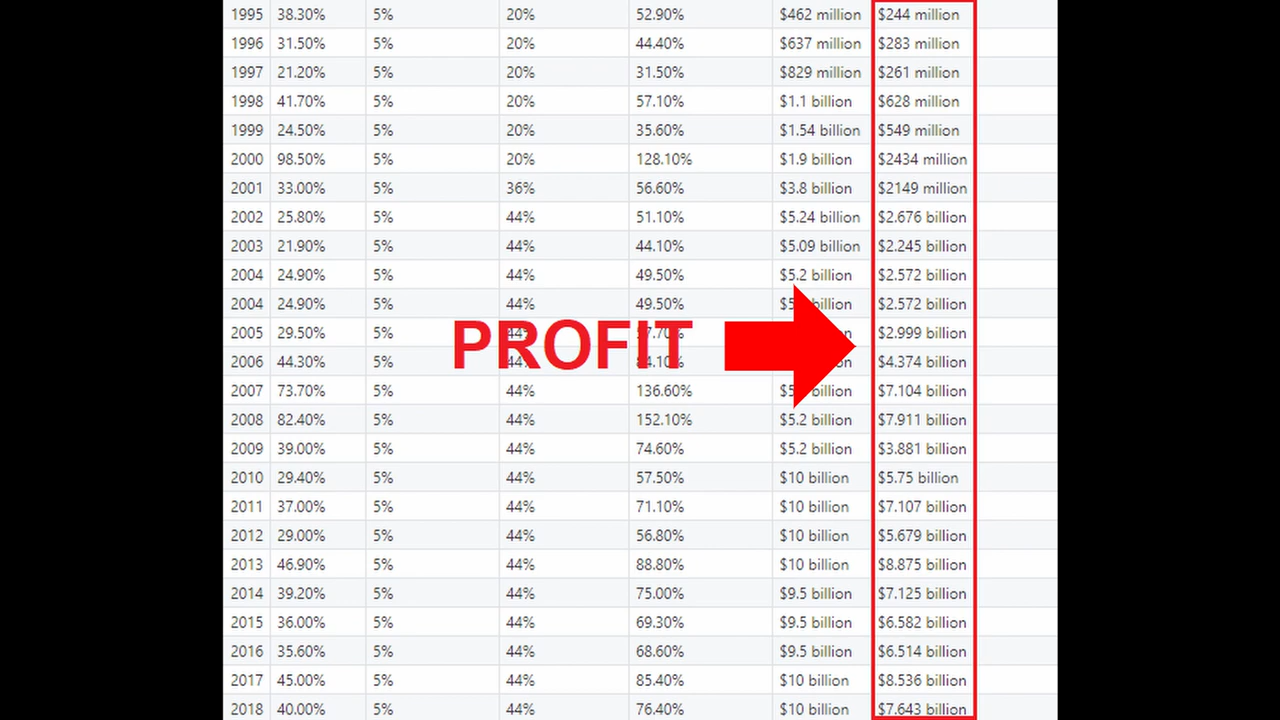 1995 38.30% 5% 20% 52.90% $462 million $244 million
1996 31.50% 5% 20% 44.40% $637 million $283 million
1997 21.20% 5% 20% 31.50% $829 million $261 million
1998 41.70% 5% 20% 57.10% $1.1 billion $628 million
1999 24.50% 5% 20% 35.60% $1.54 billion $549 million
2000 98.50% 5% 20% 128.10% $1.9 billion $2434 million
2001 33.00% 5% 36% 56.60% $3.8 billion $2149 million
2002 25.80% 5% 44% 51.10% $5.24 billion $2.676 billion
2003 21.90% 5% 44% 44.10% $5.09 billion $2.245 billion
2004 24.90% 5% 44% 49.50% $5.2 billion $2.572 billion
2004 24.90% 5% 44% 49.50% billion $2.572 billion
2005 29.50% 5% 44% $2.999 billion
PROFIT
2006 44.30% 5% 44% $4.374 billion
2007 73.70% 5% 44% 136.60% billion $7.104 billion
2008 82.40% 5% 44% 152.10% $5.2 billion $7.911 billion
2009 39.00% 5% 44% 74.60% $5.2 billion $3.881 billion
2010 29.40% 5% 44% 57.50% $10 billion $5.75 billion
2011 37.00% 5% 44% 71.10% $10 billion $7.107 billion
2012 29.00% 5% 44% 56.80% $10 billion $5.679 billion
2013 46.90% 5% 44% 88.80% $10 billion $8.875 billion
2014 39.20% 5% 44% 75.00% $9.5 billion $7.125 billion
2015 36.00% 5% 44% 69.30% $9.5 billion $6.582 billion
2016 35.60% 5% 44% 68.60% $9.5 billion $6.514 billion
2017 45.00% 5% 44% 85.40% $10 billion $8.536 billion
2018 40.00% 5% 44% 76.40% $10 billion $7.643 billion